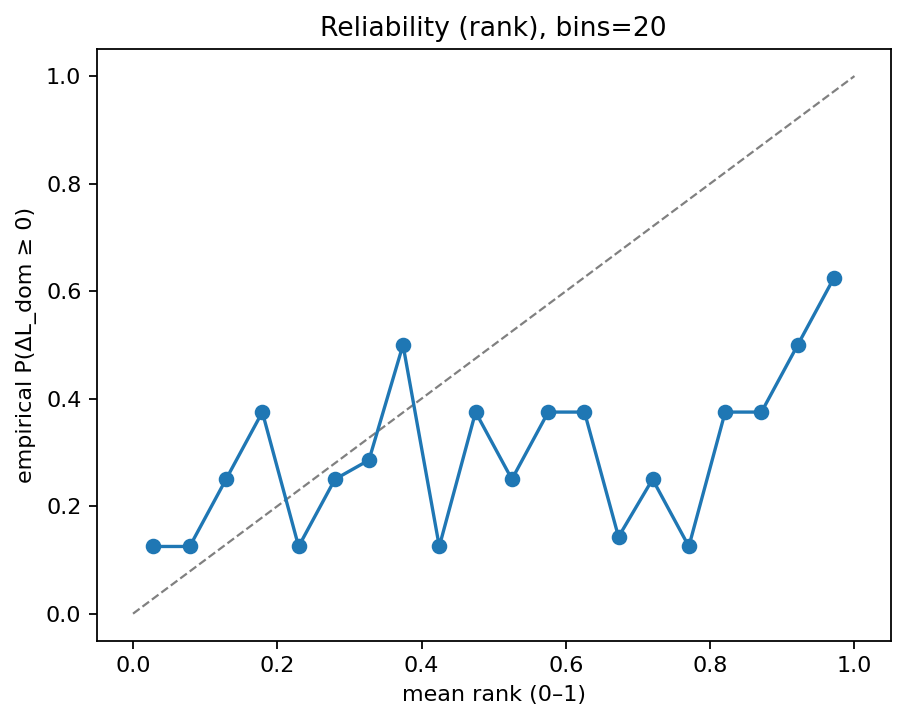 Reliability (rank), bins=20
empirical P(ΔL_dom ≥ 0)
1.0
0.8
0.6
0.4
0.2
0.0
0.0 0.2 0.4 0.6 0.8 1.0
mean rank (0–1)